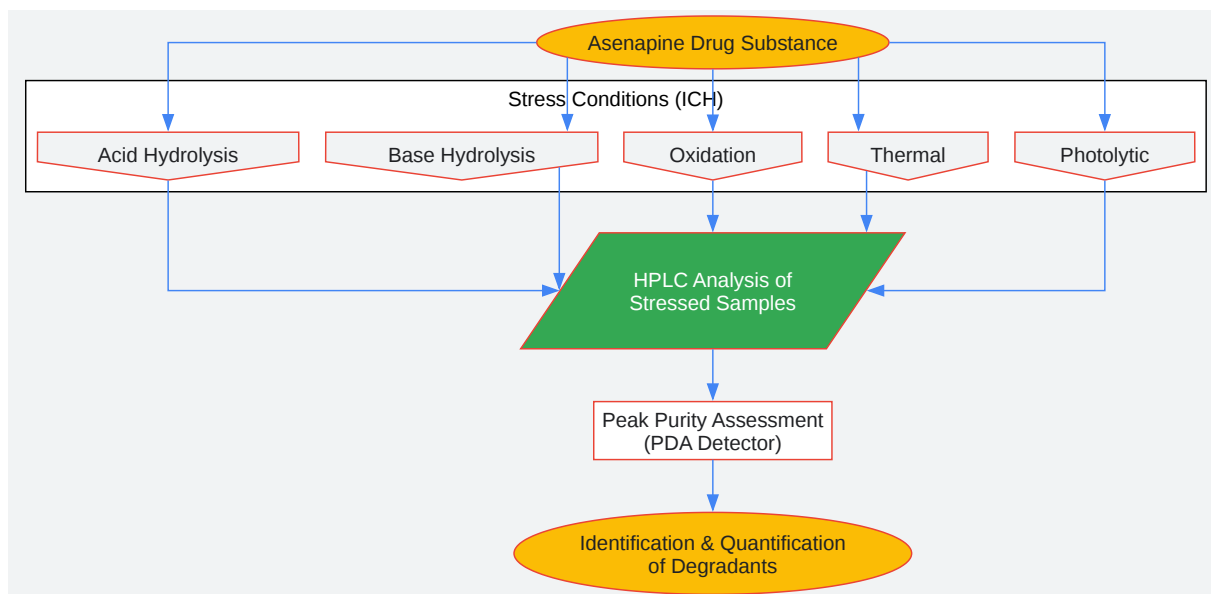 Asenapine Drug Substance
Stress Conditions (ICH)
Acid Hydrolysis
Base Hydrolysis
Oxidation
Thermal
Photolytic
HPLC Analysis of
Stressed Samples
Peak Purity Assessment
(PDA Detector)
Identification & Quantification
of Degradants